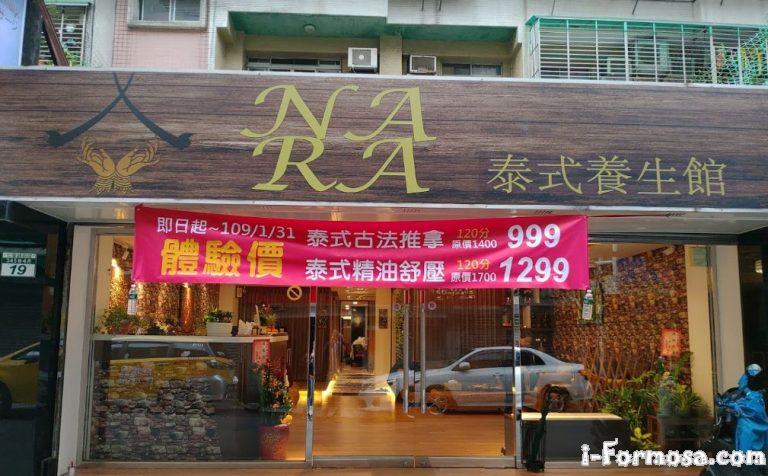 NA
RA
泰式養生館
即日起~109/1/31
體驗價
泰式古法推拿 120分 原價1400 999
泰式精油舒壓 120分 原價1700 1299
19
i-Formosa.com